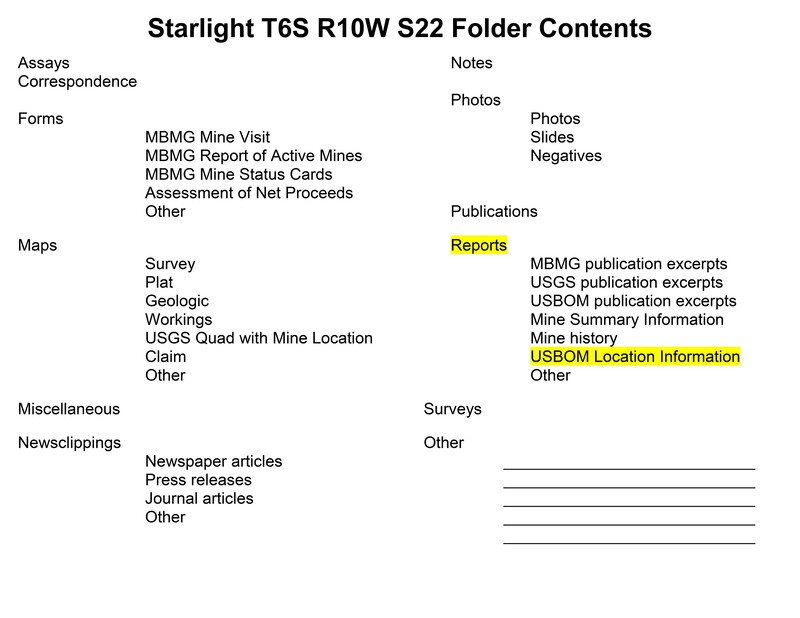 Starlight T6S R10W S22 Folder Contents
Assays
Correspondence
Forms
MBMG Mine Visit
MBMG Report of Active Mines
MBMG Mine Status Cards
Assessment of Net Proceeds
Other
Maps
Survey
Plat
Geologic
Workings
USGS Quad with Mine Location
Claim
Other
Miscellaneous
Newsclippings
Newspaper articles
Press releases
Journal articles
Other
Notes
Photos
Photos
Slides
Negatives
Publications
Reports
MBMG publication excerpts
USGS publication excerpts
USBOM publication excerpts
Mine Summary Information
Mine history
USBOM Location Information
Other
Surveys
Other